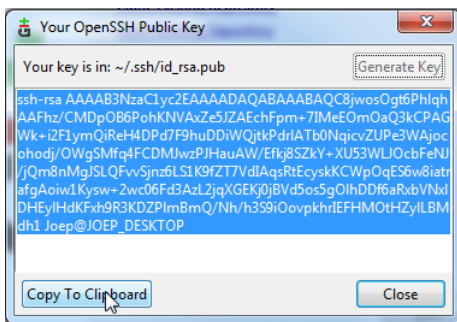 Your OpenSSH Public Key
Your key is in: ~/.ssh/id_rsa.pub
Generate Key
ssh-rsa AAAAB3NzaC1yc2EAAAADAQABAAABAQC8jwosOgt6Phlqh
AAFhz/CMDpOB6PohKNVAxZe5JZAEchFpm+7IMeEOmOaQ3kCPAG
Wk+i2F1ymQiReH4DPd7F9huDDiWQjtkPdrIATb0NqicvZUPe3WAjoc
ohodj/OWgSMfq4FCDMJwzPJHauAW/Efkj8SZkY+XU53WLJOcbFeNJ
/jQm8nMgJSLQFvvSjnz6LS1K9fZT7VdIAqsRtEcyskKCWpOqES6w8iatr
afgAoiw1Kysw+2wc06Fd3AzL2jqXGEKj0jBVd5os5gOIhDDf6aRxbVNxl
DHEyIHdKFxh9R3KDZPImBmQ/Nh/h3S9iOovpkhrIEFHMOtHZyILBM
dh1 Joep@JOEP_DESKTOP
Copy To Clipboard
Close